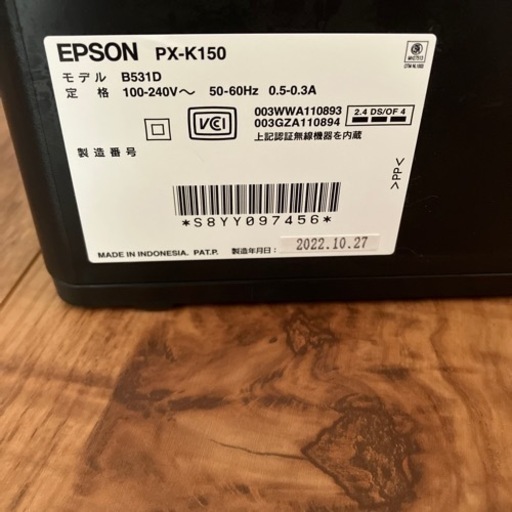 EPSON PX-K150
モデル B531D
定 格 100-240V～ 50-60Hz 0.5-0.3A
003WWA110893
003GZA110894
2.4 DS/OF 4
上記認証無線機器を内蔵
VCI
製造番号
*S8YY097456*
MADE IN INDONESIA. PAT.P. 製造年月日: 2022.10.27
>PP<